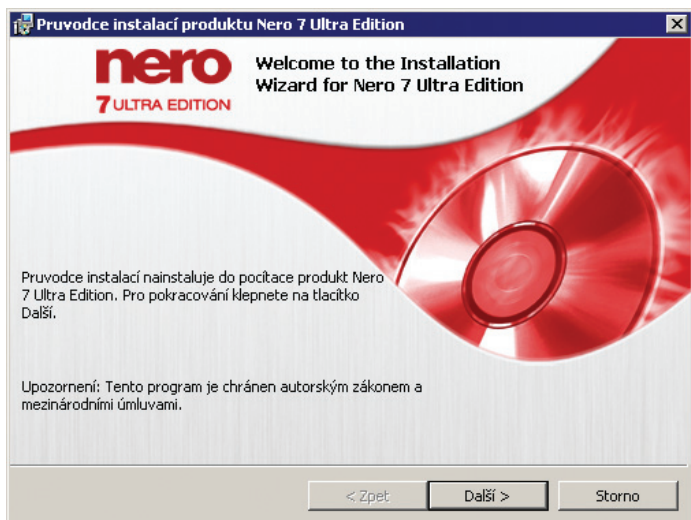 Pruvodce instalací produktu Nero 7 Ultra Edition
nero
7 ULTRA EDITION
Welcome to the Installation
Wizard for Nero 7 Ultra Edition
Pruvodce instalací nainstaluje do pocítace produkt Nero
7 Ultra Edition. Pro pokracování klepnete na tlacítko
Další.
Upozornení: Tento program je chránen autorským zákonem a
mezinárodními úmluvami.
< Zpet
Další >
Storno